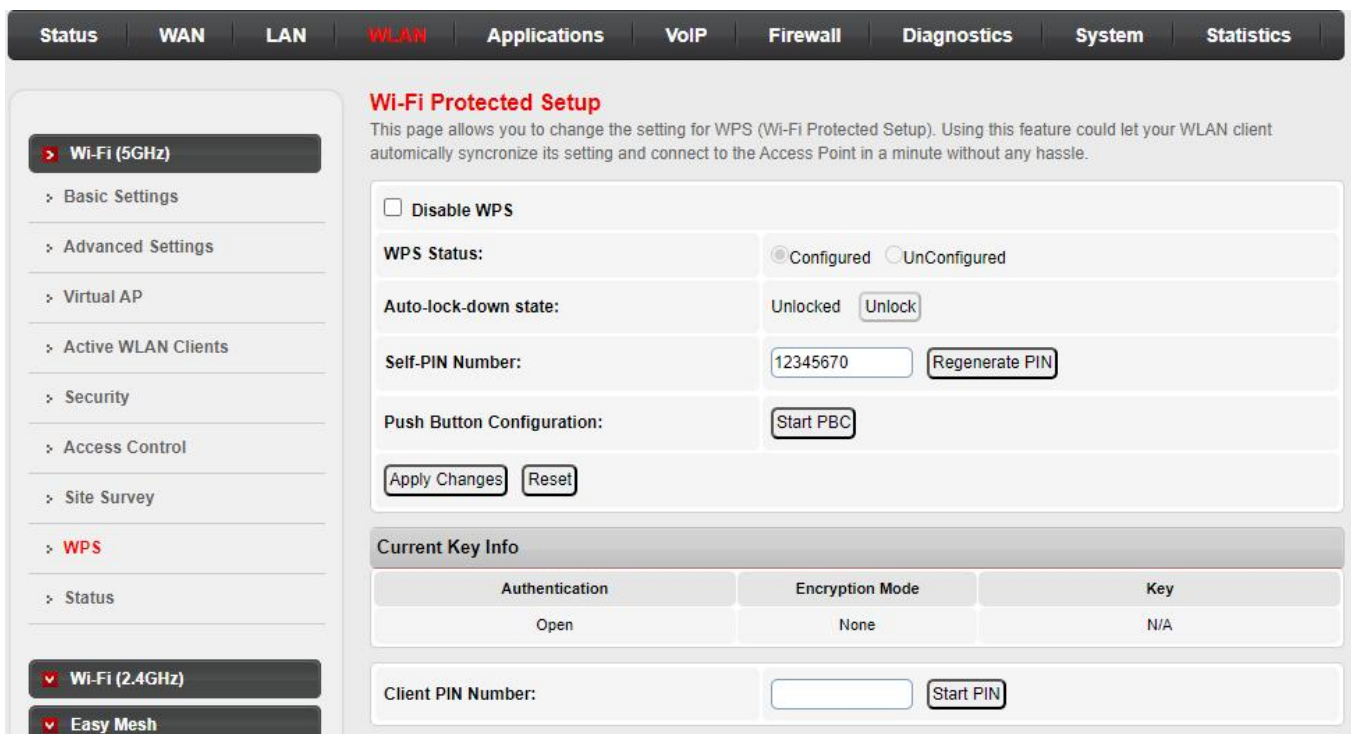 Status WAN LAN WLAN Applications VoIP Firewall Diagnostics System Statistics
Wi-Fi (5GHz)
Basic Settings
Advanced Settings
Virtual AP
Active WLAN Clients
Security
Access Control
Site Survey
WPS
Status
Wi-Fi (2.4GHz)
Easy Mesh
Wi-Fi Protected Setup
This page allows you to change the setting for WPS (Wi-Fi Protected Setup). Using this feature could let your WLAN client
automically syncronize its setting and connect to the Access Point in a minute without any hassle.
Disable WPS
WPS Status: Configured UnConfigured
Auto-lock-down state: Unlocked Unlock
Self-PIN Number: 12345670 Regenerate PIN
Push Button Configuration: Start PBC
Apply Changes Reset
Current Key Info
Authentication Encryption Mode Key
Open None N/A
Client PIN Number: Start PIN